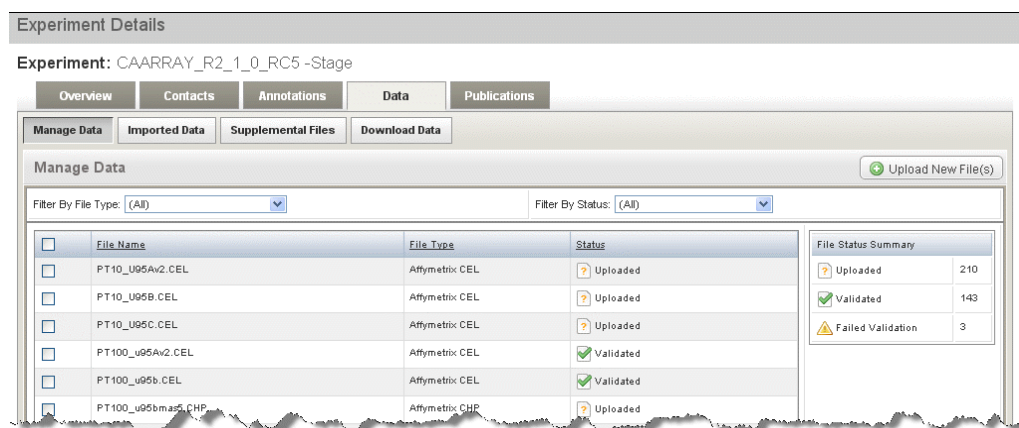 Experiment Details
Experiment: CAARRAY_R2_1_0_RC5 -Stage
Overview Contacts Annotations Data Publications
Manage Data Imported Data Supplemental Files Download Data
Manage Data Upload New File(s)
Filter By File Type: (All) Filter By Status: (All)
File Name File Type Status File Status Summary
PT10_U95Av2.CEL Affymetrix CEL Uploaded Uploaded 210
PT10_U95B.CEL Affymetrix CEL Uploaded Validated 143
PT10_U95C.CEL Affymetrix CEL Uploaded Failed Validation 3
PT100_u95Av2.CEL Affymetrix CEL Validated
PT100_u95b.CEL Affymetrix CEL Validated
PT100_u95bmas5.CHP Affymetrix CHP Uploaded